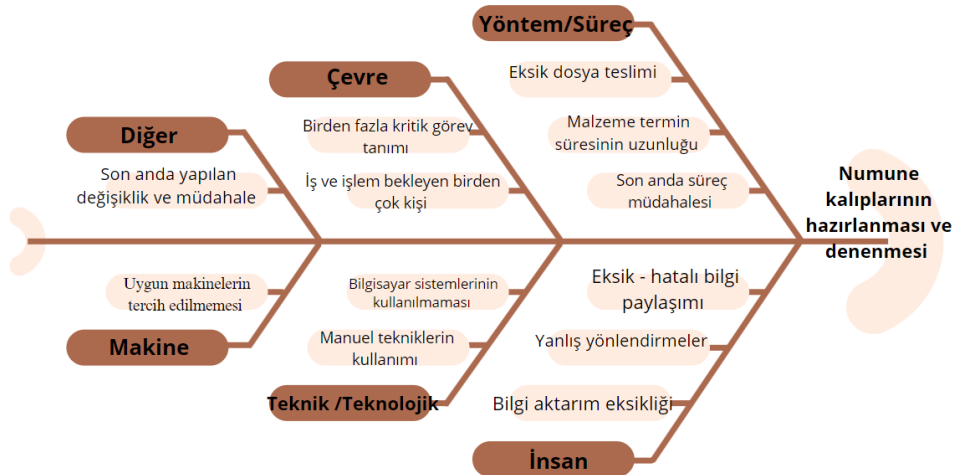 Yöntem/Süreç
Eksik dosya teslimi
Malzeme termin
süresinin uzunluğu
Son anda süreç
müdahalesi
Çevre
Birden fazla kritik görev
tanımı
İş ve işlem bekleyen birden
çok kişi
Diğer
Son anda yapılan
değişiklik ve müdahale
Numune
kalıplarının
hazırlanması ve
denenmesi
Uygun makinelerin
tercih edilmemesi
Makine
Bilgisayar sistemlerinin
kullanılmaması
Manuel tekniklerin
kullanımı
Teknik /Teknolojik
Eksik - hatalı bilgi
paylaşımı
Yanlış yönlendirmeler
Bilgi aktarım eksikliği
İnsan